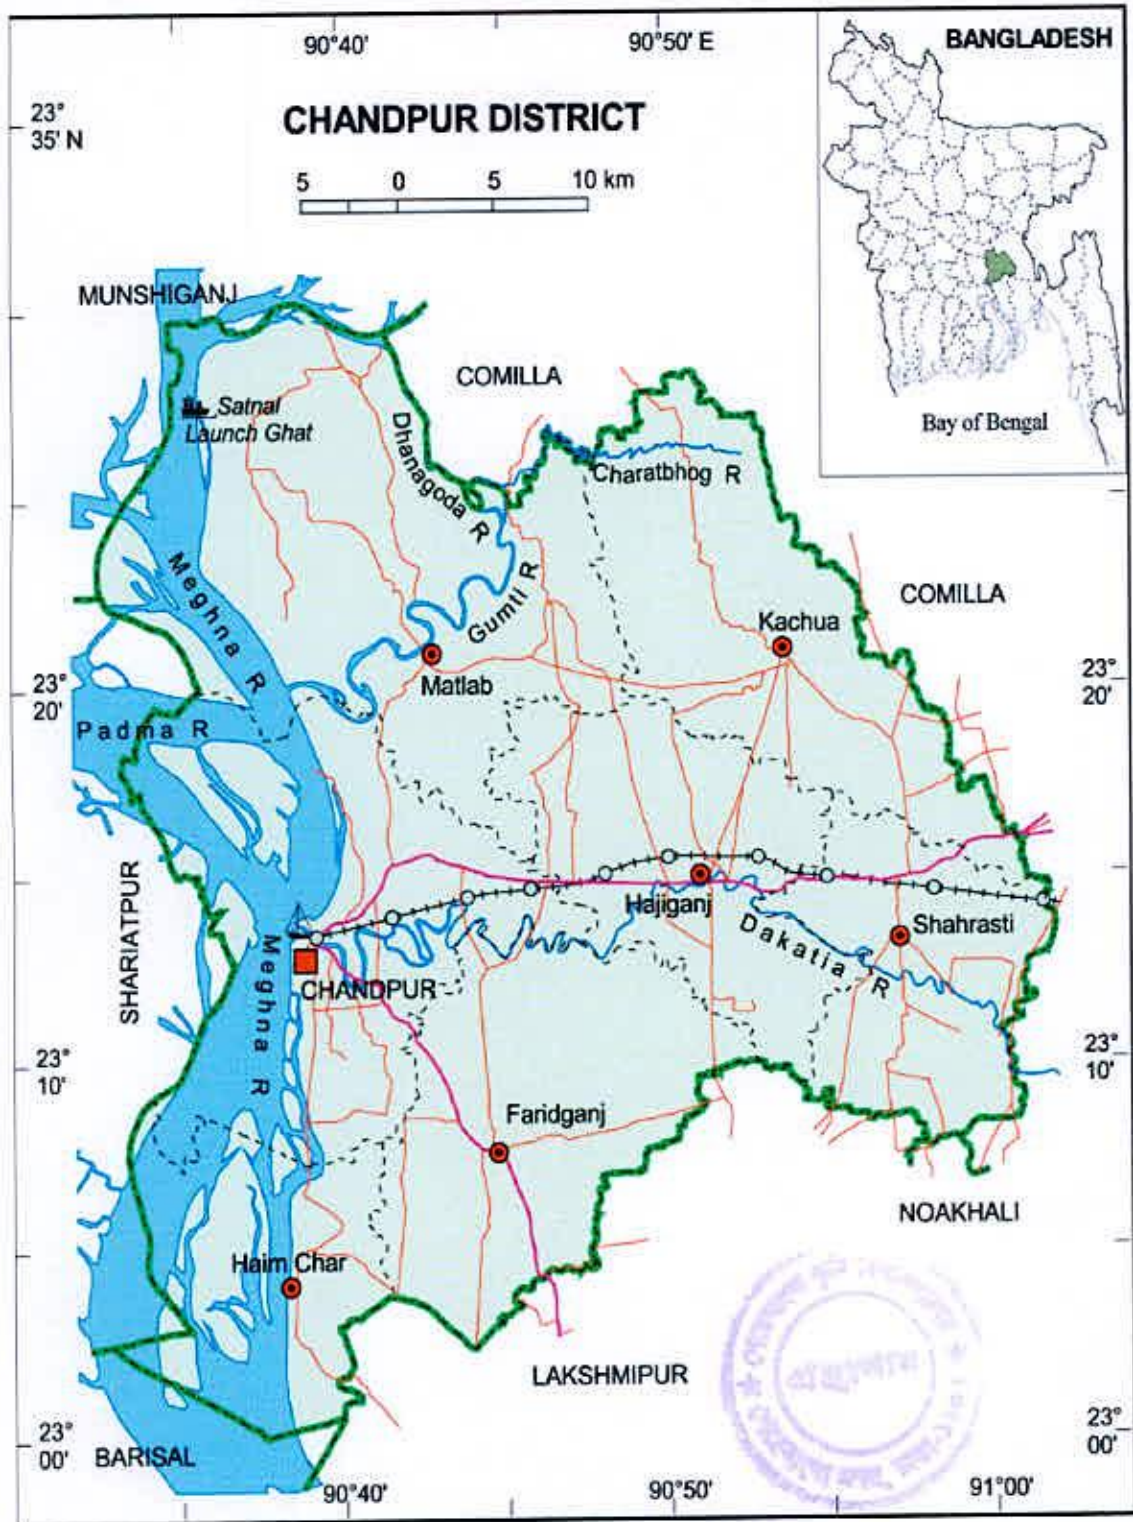 90°40'
90°50' E
BANGLADESH
23°
35' N
CHANDPUR DISTRICT
5 0 5 10 km
MUNSHIGANJ
COMILLA
Satnal
Launch Ghat
Bay of Bengal
Dhanagoda R
Charatbhog R
Meghna R
Gumti R
COMILLA
Kachua
23°
20'
Matlab
23°
20'
Padma R
SHARIATPUR
Hajiganj
Dakatia R
Shahrasti
CHANDPUR
Meghna R
23°
10'
23°
10'
Faridganj
NOAKHALI
Haim Char
LAKSHMIPUR
23°
00'
BARISAL
23°
00'
90°40'
90°50'
91°00'